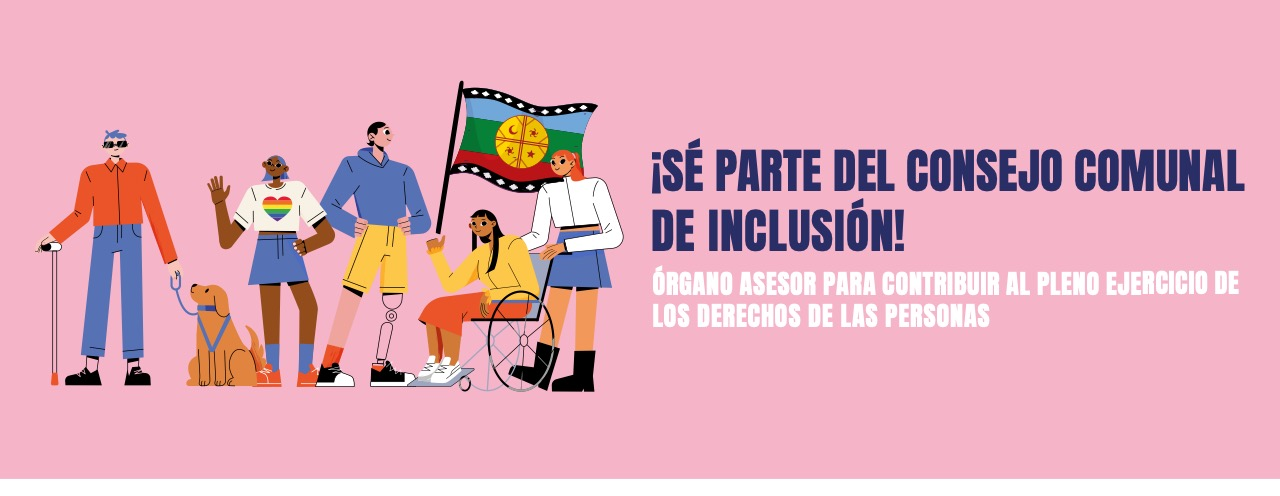 ¡SÉ PARTE DEL CONSEJO COMUNAL
DE INCLUSIÓN!
ÓRGANO ASESOR PARA CONTRIBUIR AL PLENO EJERCICIO DE
LOS DERECHOS DE LAS PERSONAS